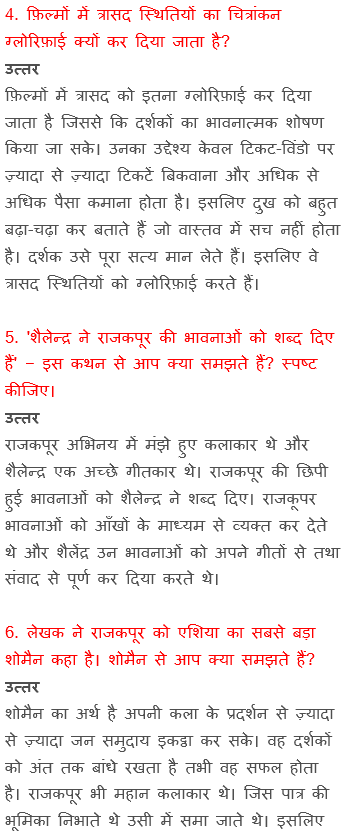 4. फ़िल्मों में त्रासद स्थितियों का चित्रांकन
ग्लोरिफ़ाई क्यों कर दिया जाता है?
उत्तर
फ़िल्मों में त्रासद को इतना ग्लोरिफ़ाई कर दिया
जाता है जिससे कि दर्शकों का भावनात्मक शोषण
किया जा सके। उनका उद्देश्य केवल टिकट-विंडो पर
ज़्यादा से ज़्यादा टिकटें बिकवाना और अधिक से
अधिक पैसा कमाना होता है। इसलिए दुख को बहुत
बढ़ा-चढ़ा कर बताते हैं जो वास्तव में सच नहीं होता
है। दर्शक उसे पूरा सत्य मान लेते हैं। इसलिए वे
त्रासद स्थितियों को ग्लोरिफ़ाई करते हैं।
5. 'शैलेन्द्र ने राजकपूर की भावनाओं को शब्द दिए
हैं' – इस कथन से आप क्या समझते हैं? स्पष्ट
कीजिए।
उत्तर
राजकपूर अभिनय में मंझे हुए कलाकार थे और
शैलेन्द्र एक अच्छे गीतकार थे। राजकपूर की छिपी
हुई भावनाओं को शैलेन्द्र ने शब्द दिए। राजकूपर
भावनाओं को आँखों के माध्यम से व्यक्त कर देते
थे और शैलेंद्र उन भावनाओं को अपने गीतों से तथा
संवाद से पूर्ण कर दिया करते थे।
6. लेखक ने राजकपूर को एशिया का सबसे बड़ा
शोमैन कहा है। शोमैन से आप क्या समझते हैं?
उत्तर
शोमैन का अर्थ है अपनी कला के प्रदर्शन से ज़्यादा
से ज़्यादा जन समुदाय इकट्ठा कर सके। वह दर्शकों
को अंत तक बांधे रखता है तभी वह सफल होता
है। राजकपूर भी महान कलाकार थे। जिस पात्र की
भूमिका निभाते थे उसी में समा जाते थे। इसलिए